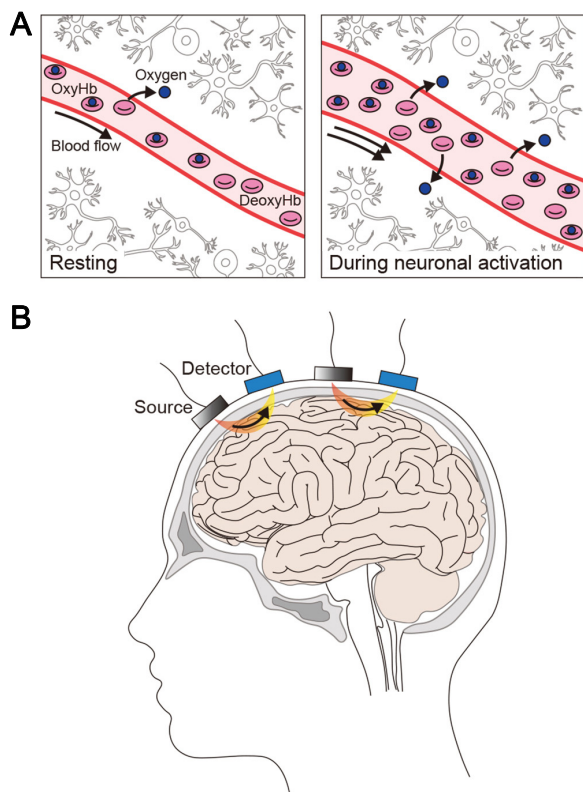 A
OxyHb
Oxygen
Blood flow
DeoxyHb
Resting
During neuronal activation
B
Detector
Source